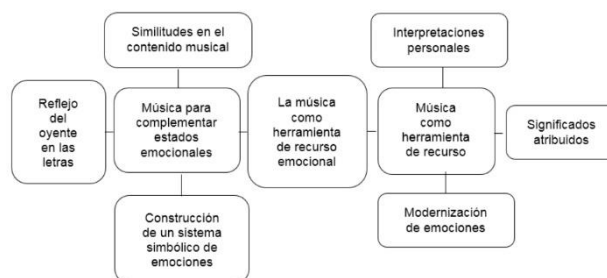 Similitudes en el
contenido musical
Interpretaciones
personales
Reflejo
del
oyente
en las
letras
Música para
complementar
estados
emocionales
La música
como
herramienta
de recurso
emocional
Música
como
herramienta
de recurso
Significados
atribuidos
Construcción
de un sistema
simbólico de
emociones
Modernización
de emociones